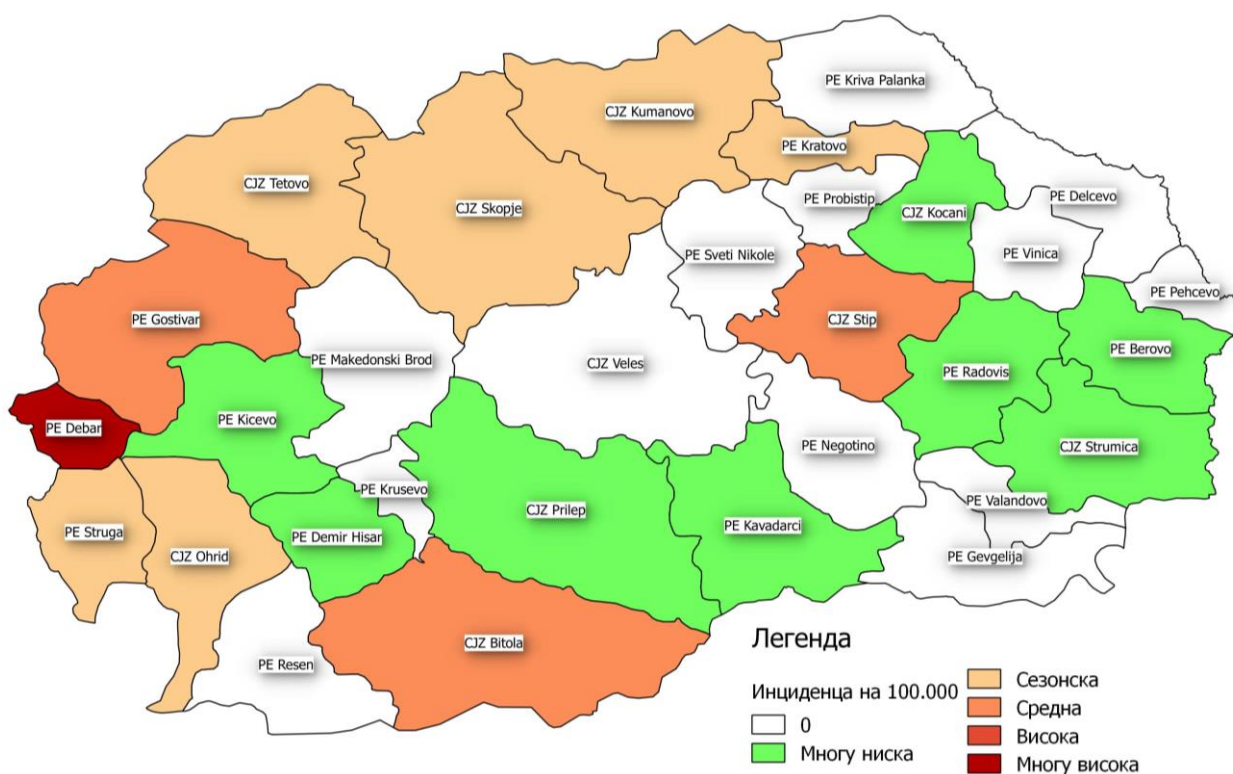 PE Kriva Palanka
CJZ Kumanovo
PE Kratovo
CJZ Tetovo
PE Probistip
PE Delcevo
CJZ Skopje
CJZ Kocani
PE Sveti Nikole
PE Vinica
PE Pehcevo
PE Gostivar
CJZ Stip
PE Makedonski Brod
CJZ Veles
PE Berovo
PE Radovis
PE Debar
PE Kicevo
PE Negotino
CJZ Strumica
PE Krusevo
PE Valandovo
CJZ Prilep
PE Kavadarci
PE Struga
PE Demir Hisar
CJZ Ohrid
PE Gevgelija
CJZ Bitola
PE Resen
Легенда
Инциденца на 100.000
0
Многу ниска
Сезонска
Средна
Висока
Многу висока